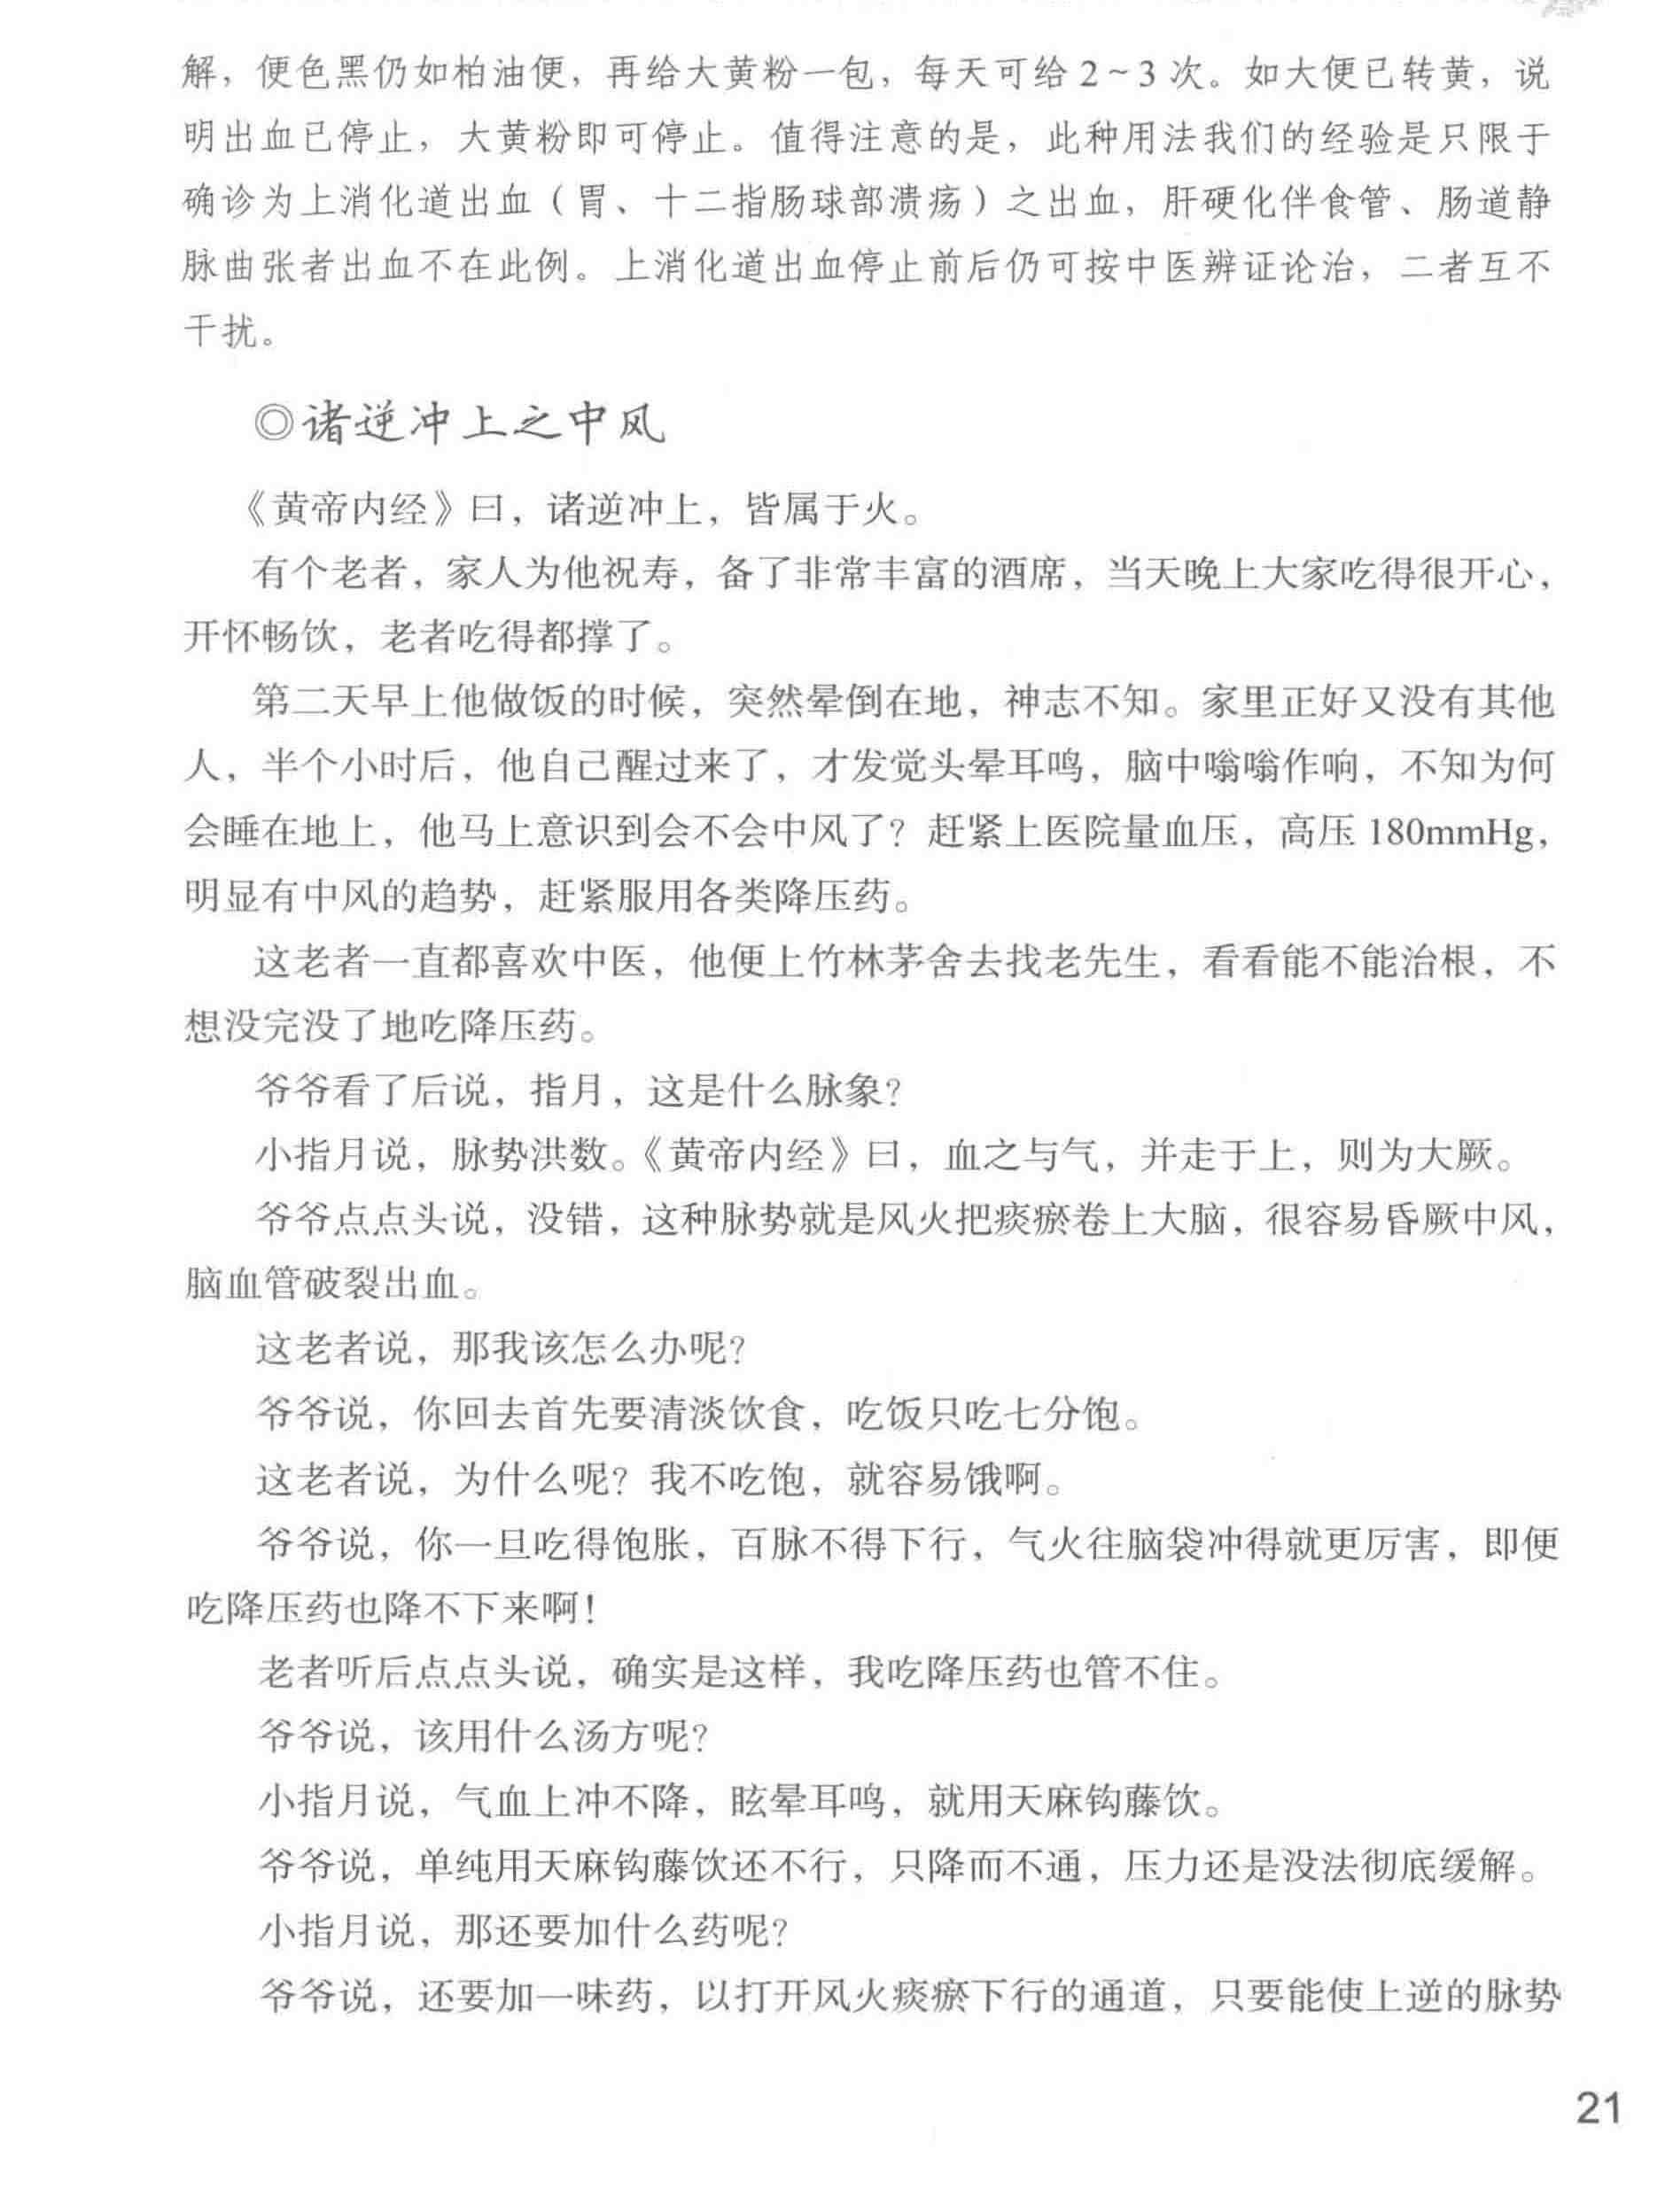 解，便色黑仍如柏油便，再给大黄粉一包，每天可给2～3次。如大便已转黄，说
明出血已停止，大黄粉即可停止。值得注意的是，此种用法我们的经验是只限于
确诊为上消化道出血（胃、十二指肠球部溃疡）之出血，肝硬化伴食管、肠道静
脉曲张者出血不在此例。上消化道出血停止前后仍可按中医辨证论治，二者互不
干扰。
◎诸逆冲上之中风
《黄帝内经》曰，诸逆冲上，皆属于火。
有个老者，家人为他祝寿，备了非常丰富的酒席，当天晚上大家吃得很开心，
开怀畅饮，老者吃得都撑了。
第二天早上他做饭的时候，突然晕倒在地，神志不知。家里正好又没有其他
人，半个小时后，他自己醒过来了，才发觉头晕耳鸣，脑中嗡嗡作响，不知为何
会睡在地上，他马上意识到会不会中风了？赶紧上医院量血压，高压180mmHg，
明显有中风的趋势，赶紧服用各类降压药。
这老者一直都喜欢中医，他便上竹林茅舍去找老先生，看看能不能治根，不
想没完没了地吃降压药。
爷爷看了后说，指月，这是什么脉象？
小指月说，脉势洪数。《黄帝内经》曰，血之与气，并走于上，则为大厥。
爷爷点点头说，没错，这种脉势就是风火把痰瘀卷上大脑，很容易昏厥中风，
脑血管破裂出血。
这老者说，那我该怎么办呢？
爷爷说，你回去首先要清淡饮食，吃饭只吃七分饱。
这老者说，为什么呢？我不吃饱，就容易饿啊。
爷爷说，你一旦吃得饱胀，百脉不得下行，气火往脑袋冲得就更厉害，即便
吃降压药也降不下来啊！
老者听后点点头说，确实是这样，我吃降压药也管不住。
爷爷说，该用什么汤方呢？
小指月说，气血上冲不降，眩晕耳鸣，就用天麻钩藤饮。
爷爷说，单纯用天麻钩藤饮还不行，只降而不通，压力还是没法彻底缓解。
小指月说，那还要加什么药呢？
爷爷说，还要加一味药，以打开风火痰瘀下行的通道，只要能使上逆的脉势
21